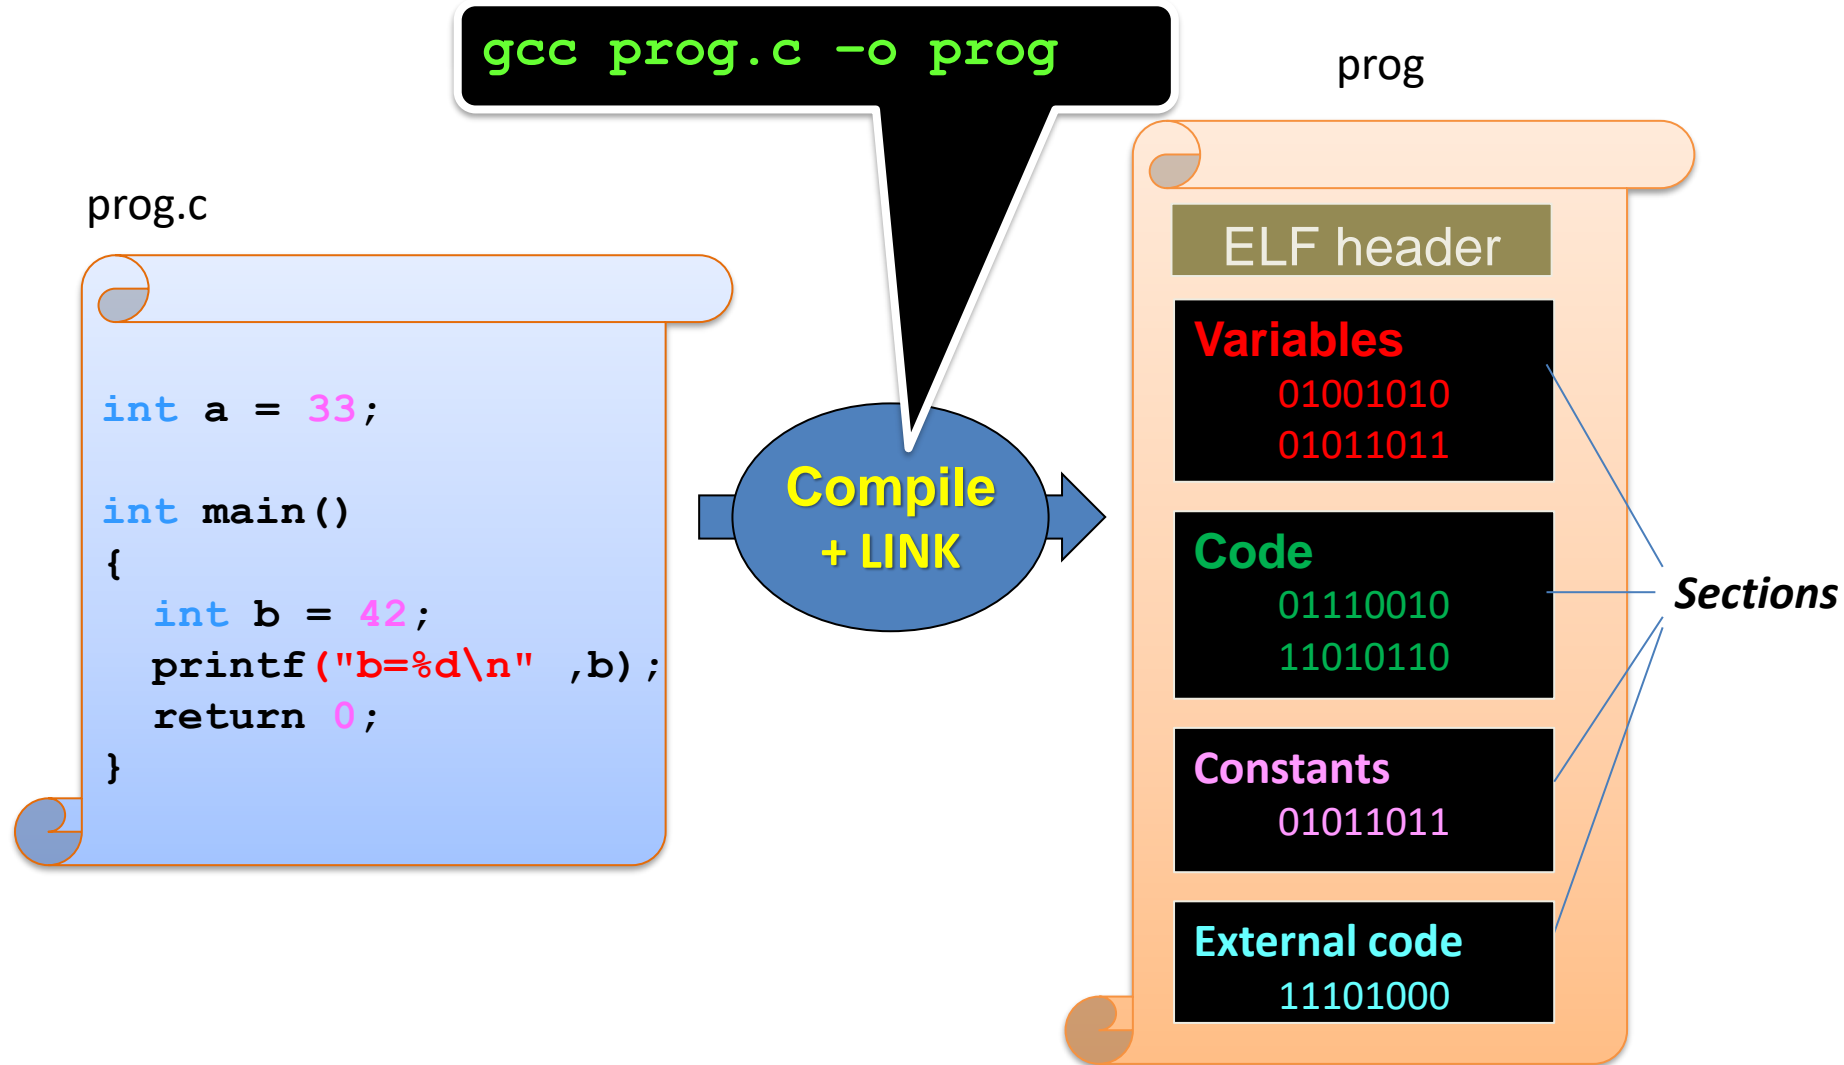 gcc prog.c –o prog
prog
prog.c
int a = 33;
int main()
{
int b = 42;
printf("b=%d\n" ,b);
return 0;
}
Compile
+ LINK
ELF header
Variables
01001010
01011011
Code
01110010
11010110
Constants
01011011
External code
11101000
Sections